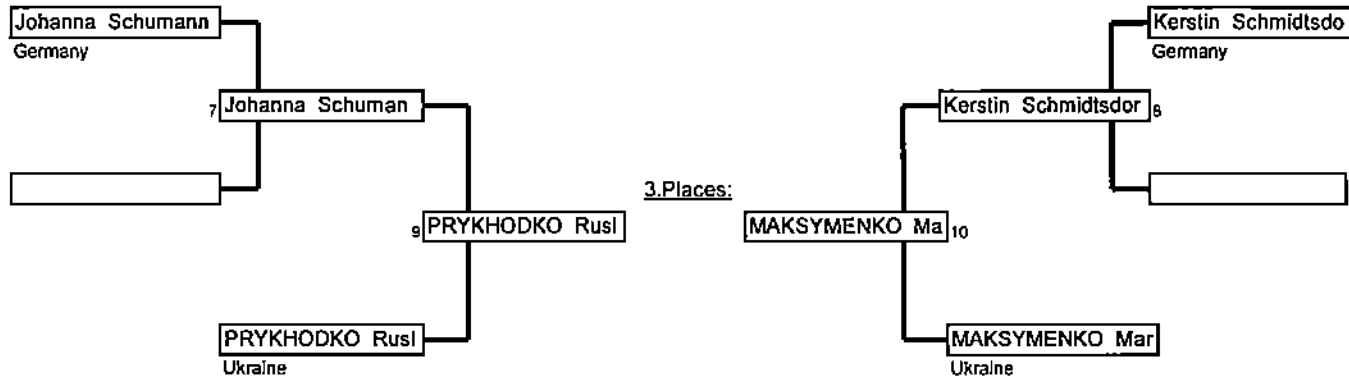 Johanna Schumann
Germany
7 Johanna Schuman
9 PRYKHODKO Rusl
PRYKHODKO Rusl
Ukraine
3.Places:
Kerstin Schmidtsdo
Germany
Kerstin Schmidtsdor 8
MAKSYMENKO Ma 10
MAKSYMENKO Mar
Ukraine